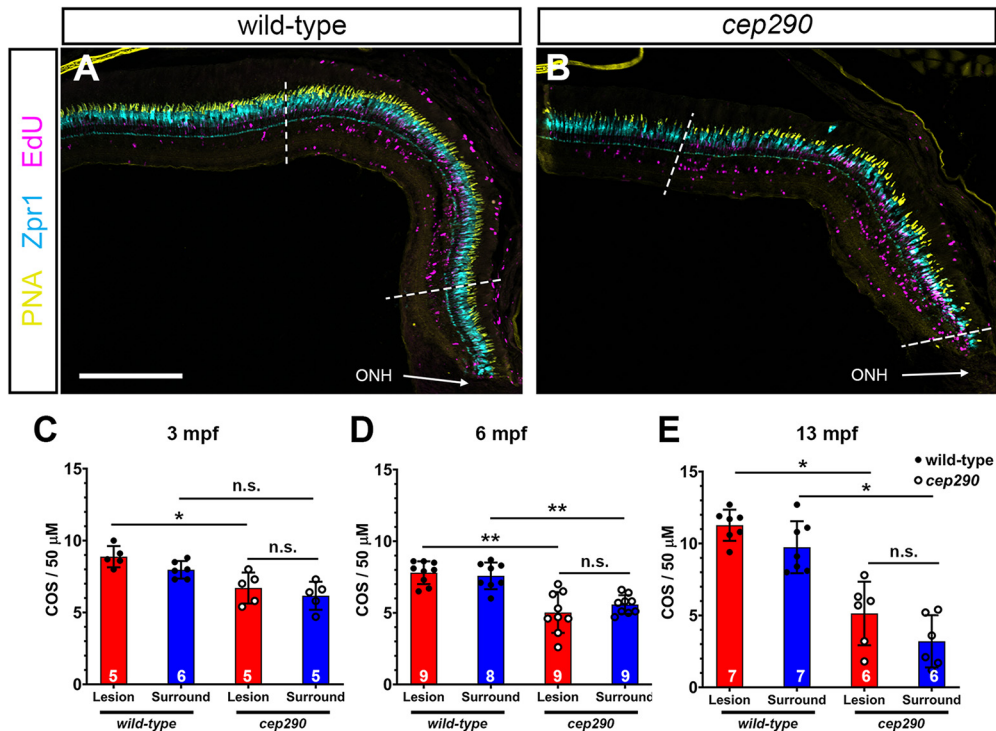 wild-type
cep290
PNA Zpr1 EdU
A
B
ONH
ONH
C
3 mpf
D
6 mpf
E
13 mpf
wild-type
cep290
COS / 50 µM
15
10
5
0
n.s.
*
n.s.
5
6
5
5
Lesion Surround Lesion Surround
wild-type cep290
COS / 50 µM
15
10
5
0
**
**
n.s.
9
8
9
9
Lesion Surround Lesion Surround
wild-type cep290
COS / 50 µM
15
10
5
0
*
*
n.s.
7
7
6
6
Lesion Surround Lesion Surround
wild-type cep290